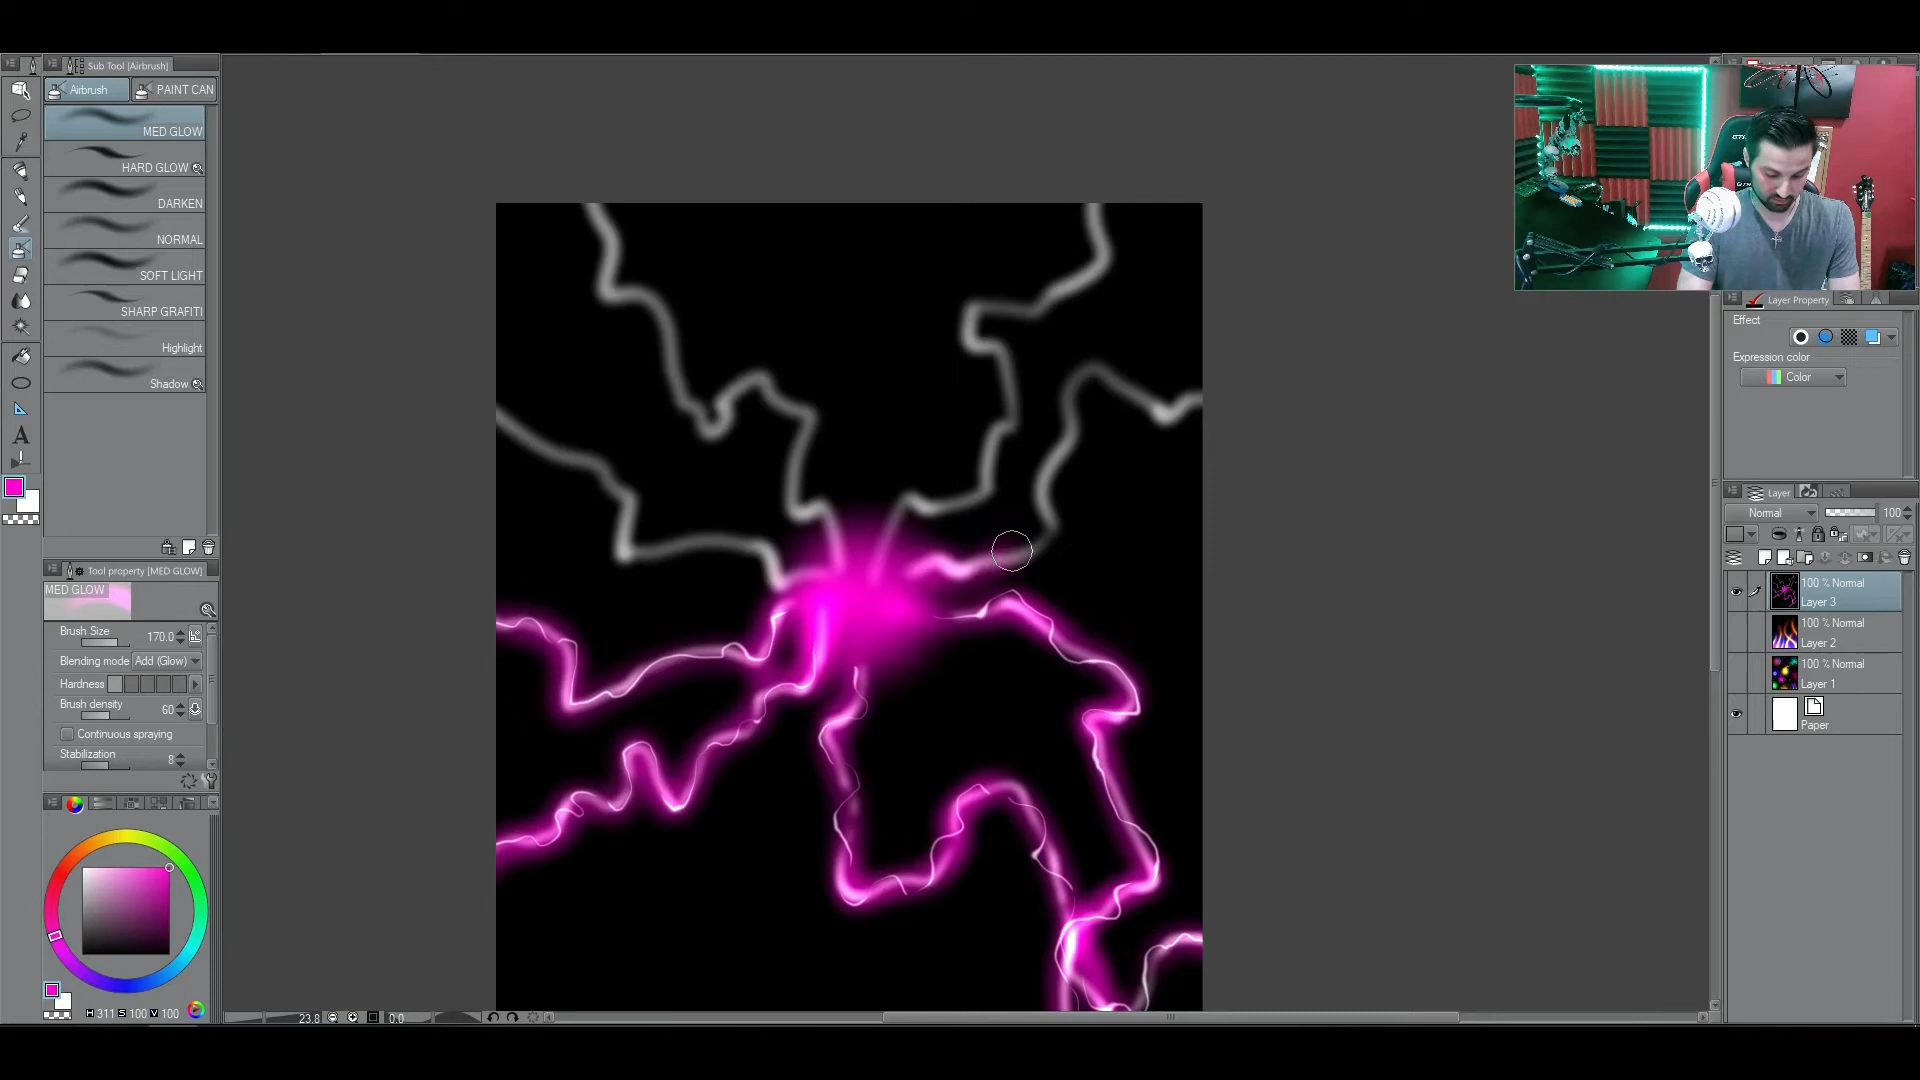 Sub Tool [Airbrush]
Airbrush
PAINT CAN
MED GLOW
HARD GLOW
DARKEN
NORMAL
SOFT LIGHT
SHARP GRAFITI
Highlight
Shadow
A
Tool property [MED GLOW]
MED GLOW
Brush Size 170.0
Blending mode Add (Glow)
Hardness
Brush density 60
Continuous spraying
Stabilization 8
H 311 S 100 V 100
23.8
0.0
Layer Property
Effect
Expression color
Color
Layer
Normal 100
100 % Normal
Layer 3
100 % Normal
Layer 2
100 % Normal
Layer 1
Paper